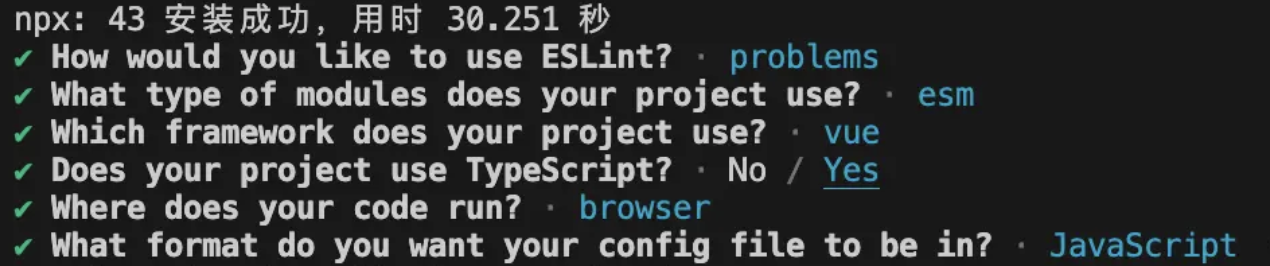 npx: 43 安装成功, 用时 30.251 秒
✔ How would you like to use ESLint? · problems
✔ What type of modules does your project use? · esm
✔ Which framework does your project use? · vue
✔ Does your project use TypeScript? · No / Yes
✔ Where does your code run? · browser
✔ What format do you want your config file to be in? · JavaScript